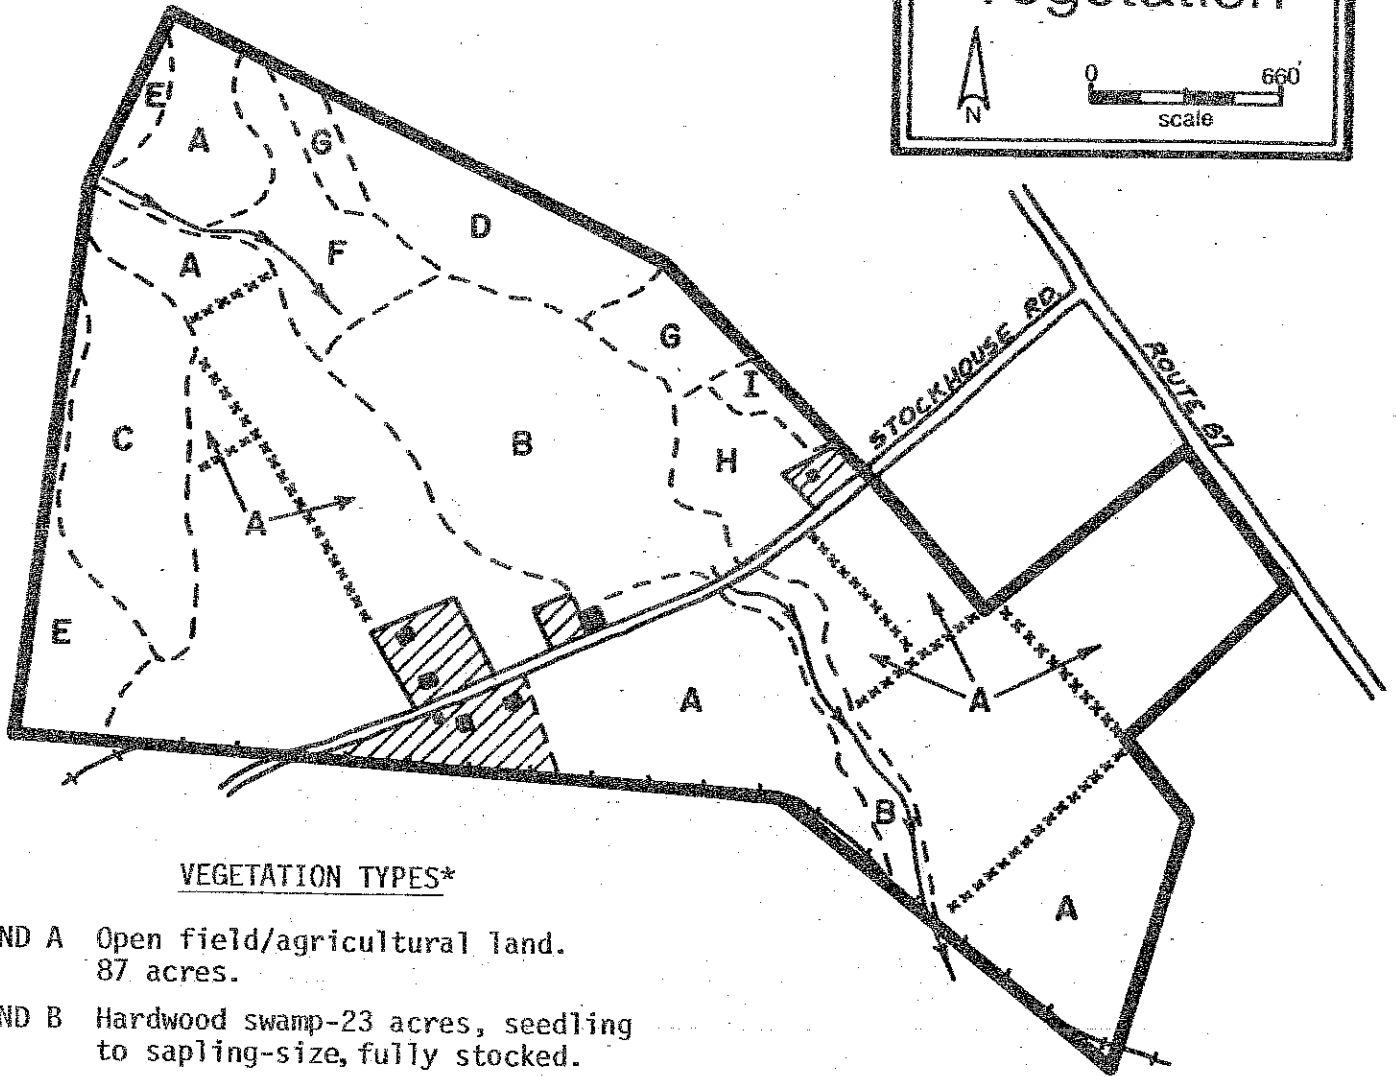 Vegetation
N
0 660'
scale
E
A
G
D
F
A
G
I
STOCKHOUSE RD.
ROUTE 87
C
B
H
A
E
A
A
B
A
VEGETATION TYPES*
ND A Open field/agricultural land.
87 acres.
ND B Hardwood swamp-23 acres, seedling
to sapling-size, fully stocked.